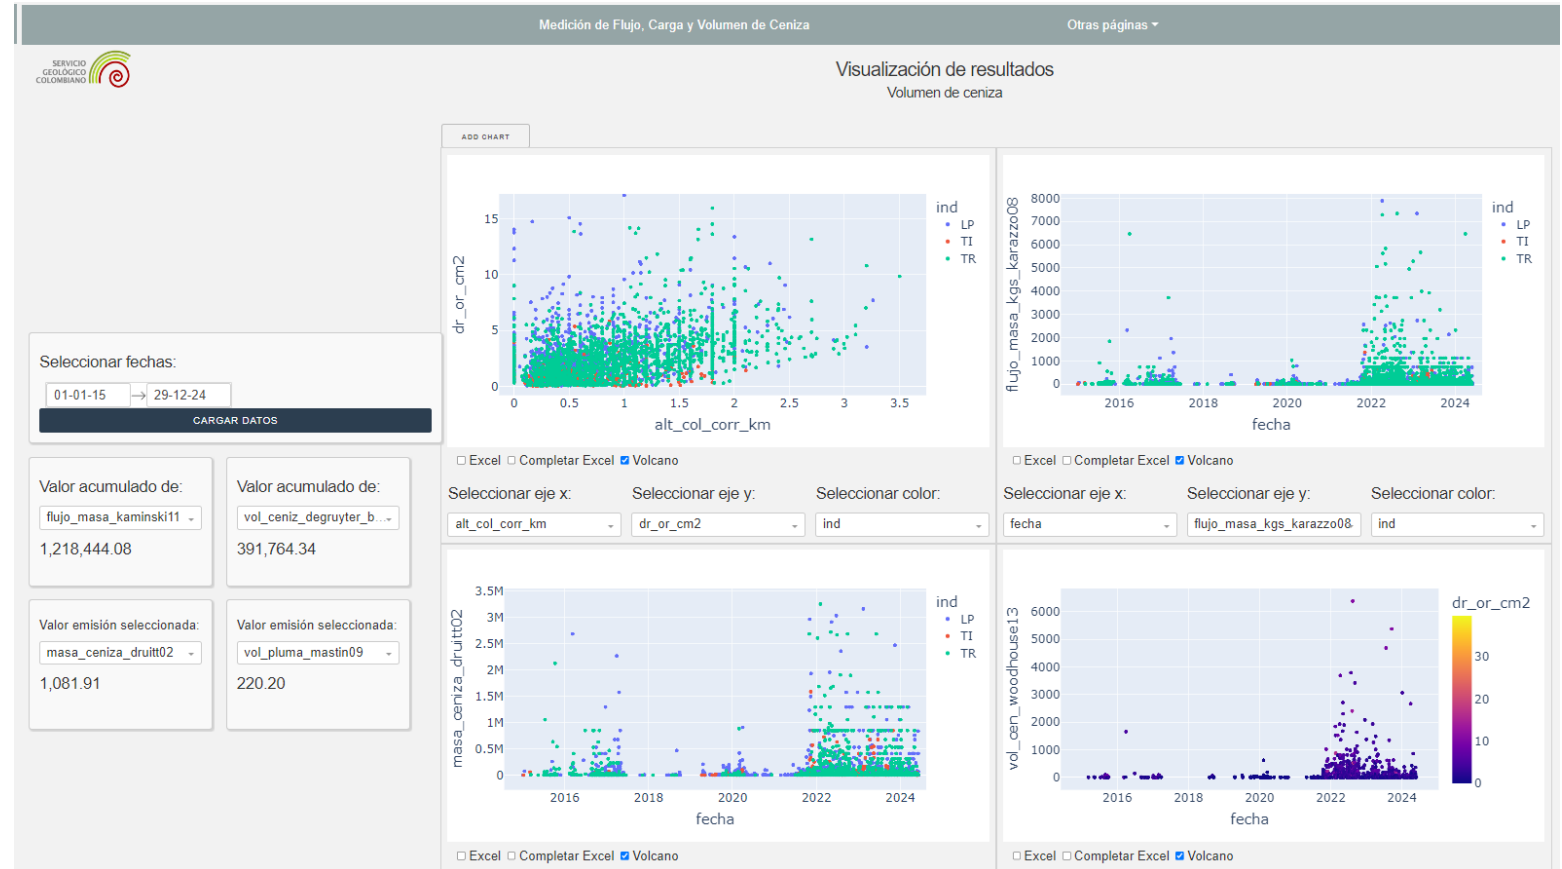 Medición de Flujo, Carga y Volumen de Ceniza
Otras páginas
SERVICIO
GEOLÓGICO
COLOMBIANO
Visualización de resultados
Volumen de ceniza
ADD CHART
Seleccionar fechas:
01-01-15 → 29-12-24
CARGAR DATOS
Valor acumulado de:
flujo_masa_kaminski11
1,218,444.08
Valor acumulado de:
vol_ceniz_degruyter_b...
391,764.34
Valor emisión seleccionada:
masa_ceniza_druitt02
1,081.91
Valor emisión seleccionada:
vol_pluma_mastin09
220.20
dr_or_cm2
15
10
5
0
0 0.5 1 1.5 2 2.5 3 3.5
alt_col_corr_km
ind
LP
TI
TR
Excel Completar Excel Volcano
Seleccionar eje x: Seleccionar eje y: Seleccionar color:
alt_col_corr_km dr_or_cm2 ind
flujo_masa_kgs_karazzo08
8000
7000
6000
5000
4000
3000
2000
1000
0
2016 2018 2020 2022 2024
fecha
ind
LP
TI
TR
Excel Completar Excel Volcano
Seleccionar eje x: Seleccionar eje y: Seleccionar color:
fecha flujo_masa_kgs_karazzo08 ind
masa_ceniza_druitt02
3.5M
3M
2.5M
2M
1.5M
1M
0.5M
0
2016 2018 2020 2022 2024
fecha
ind
LP
TI
TR
Excel Completar Excel Volcano
vol_cen_woodhouse13
6000
5000
4000
3000
2000
1000
0
2016 2018 2020 2022 2024
fecha
dr_or_cm2
30
20
10
0
Excel Completar Excel Volcano